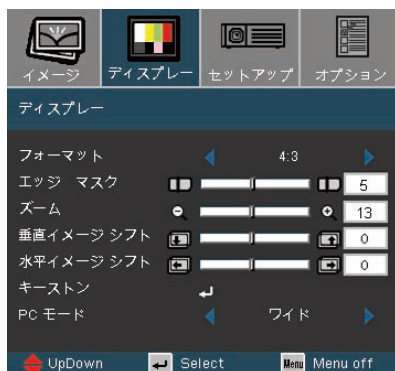 イメージ ディスプレー セットアップ オプション
ディスプレー
フォーマット 4:3
エッジ マスク 5
ズーム 13
垂直イメージ シフト 0
水平イメージ シフト 0
キーストン
PC モード ワイド
UpDown Select Menu Menu off